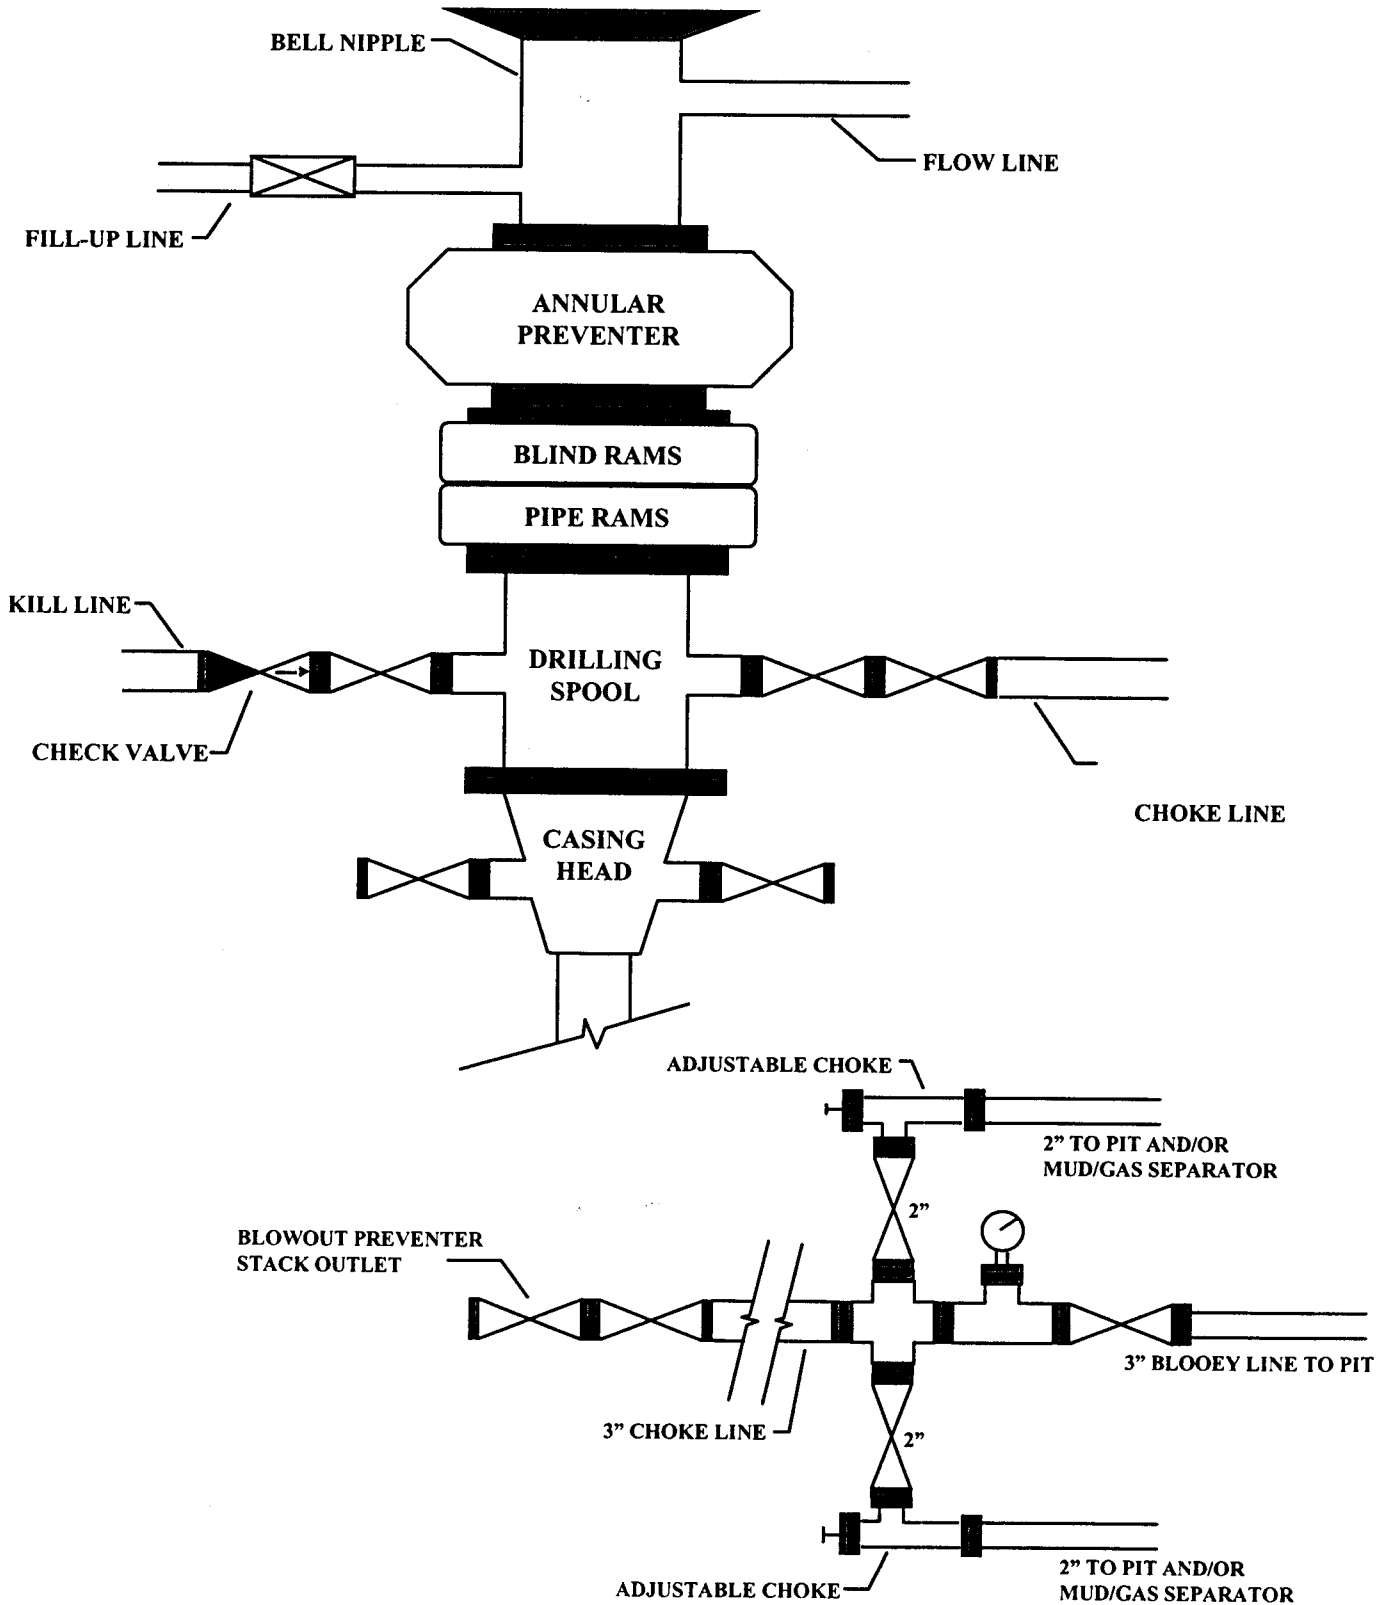 BELL NIPPLE
FLOW LINE
FILL-UP LINE
ANNULAR
PREVENTER
BLIND RAMS
PIPE RAMS
KILL LINE
DRILLING
SPOOL
CHECK VALVE
CHOKE LINE
CASING
HEAD
ADJUSTABLE CHOKE
2” TO PIT AND/OR
MUD/GAS SEPARATOR
2”
BLOWOUT PREVENTER
STACK OUTLET
3” BLOOEY LINE TO PIT
3” CHOKE LINE
2”
ADJUSTABLE CHOKE
2” TO PIT AND/OR
MUD/GAS SEPARATOR